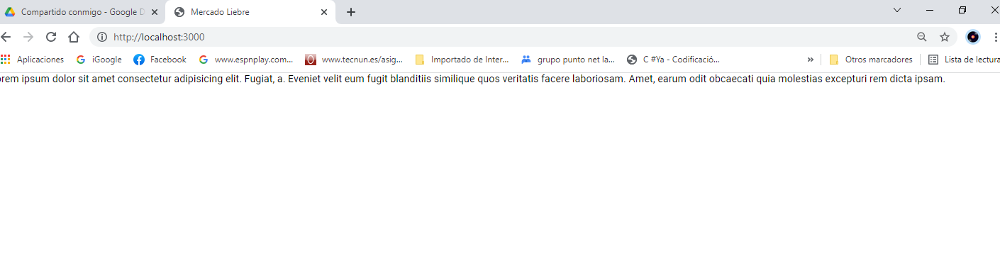 Compartido conmigo - Google D
Mercado Liebre
http://localhost:3000
Aplicaciones
iGoogle
Facebook
www.espnplay.com...
www.tecnun.es/asig...
Importado de Inter...
grupo punto net la...
C #Ya - Codificació...
»
Otros marcadores
Lista de lectura
orem ipsum dolor sit amet consectetur adipisicing elit. Fugiat, a. Eveniet velit eum fugit blanditiis similique quos veritatis facere laboriosam. Amet, earum odit obcaecati quia molestias excepturi rem dicta ipsam.